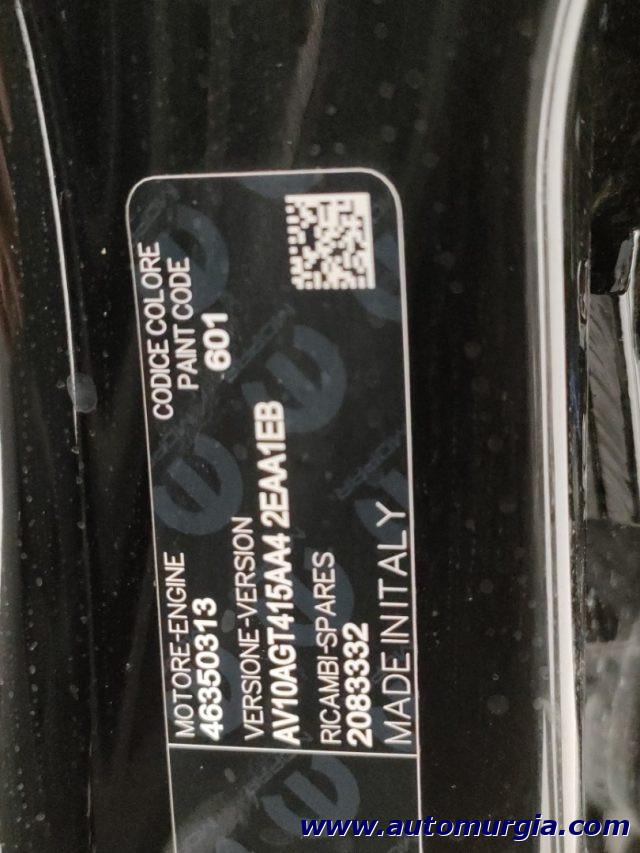 MOTORE-ENGINE
46350313
CODICE COLORE
PAINT CODE
601
VERSIONE-VERSION
AV10AGT415AA4 2EAA1EB
RICAMBI-SPARES
2083332
MADE IN ITALY
www.automurgia.com